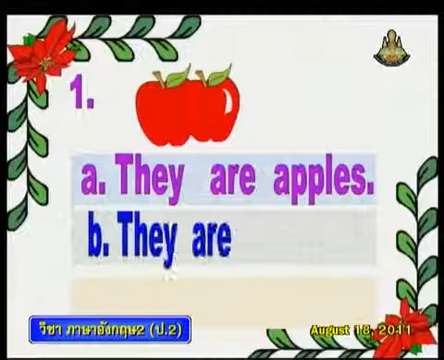 1.
a. They are apples.
b. They are
วิชา ภาษาอังกฤษ2 (ป.2)
August 18, 2011